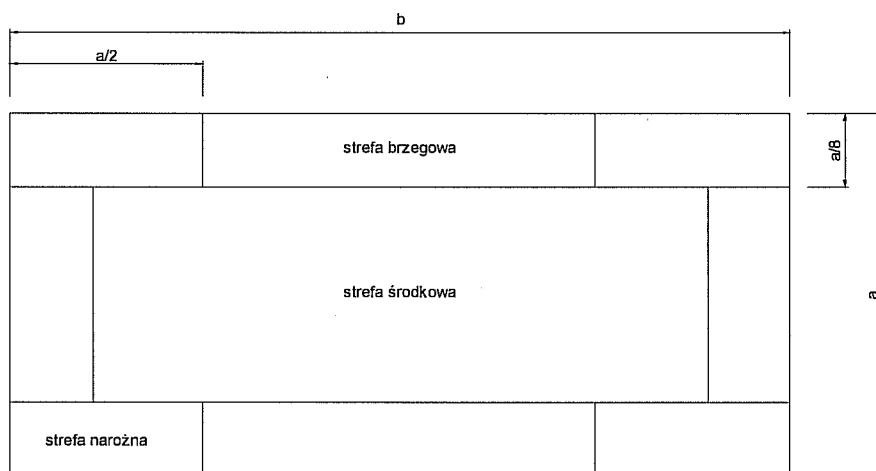 b
a/2
strefa brzegowa
a/8
strefa środkowa
a
strefa narożna